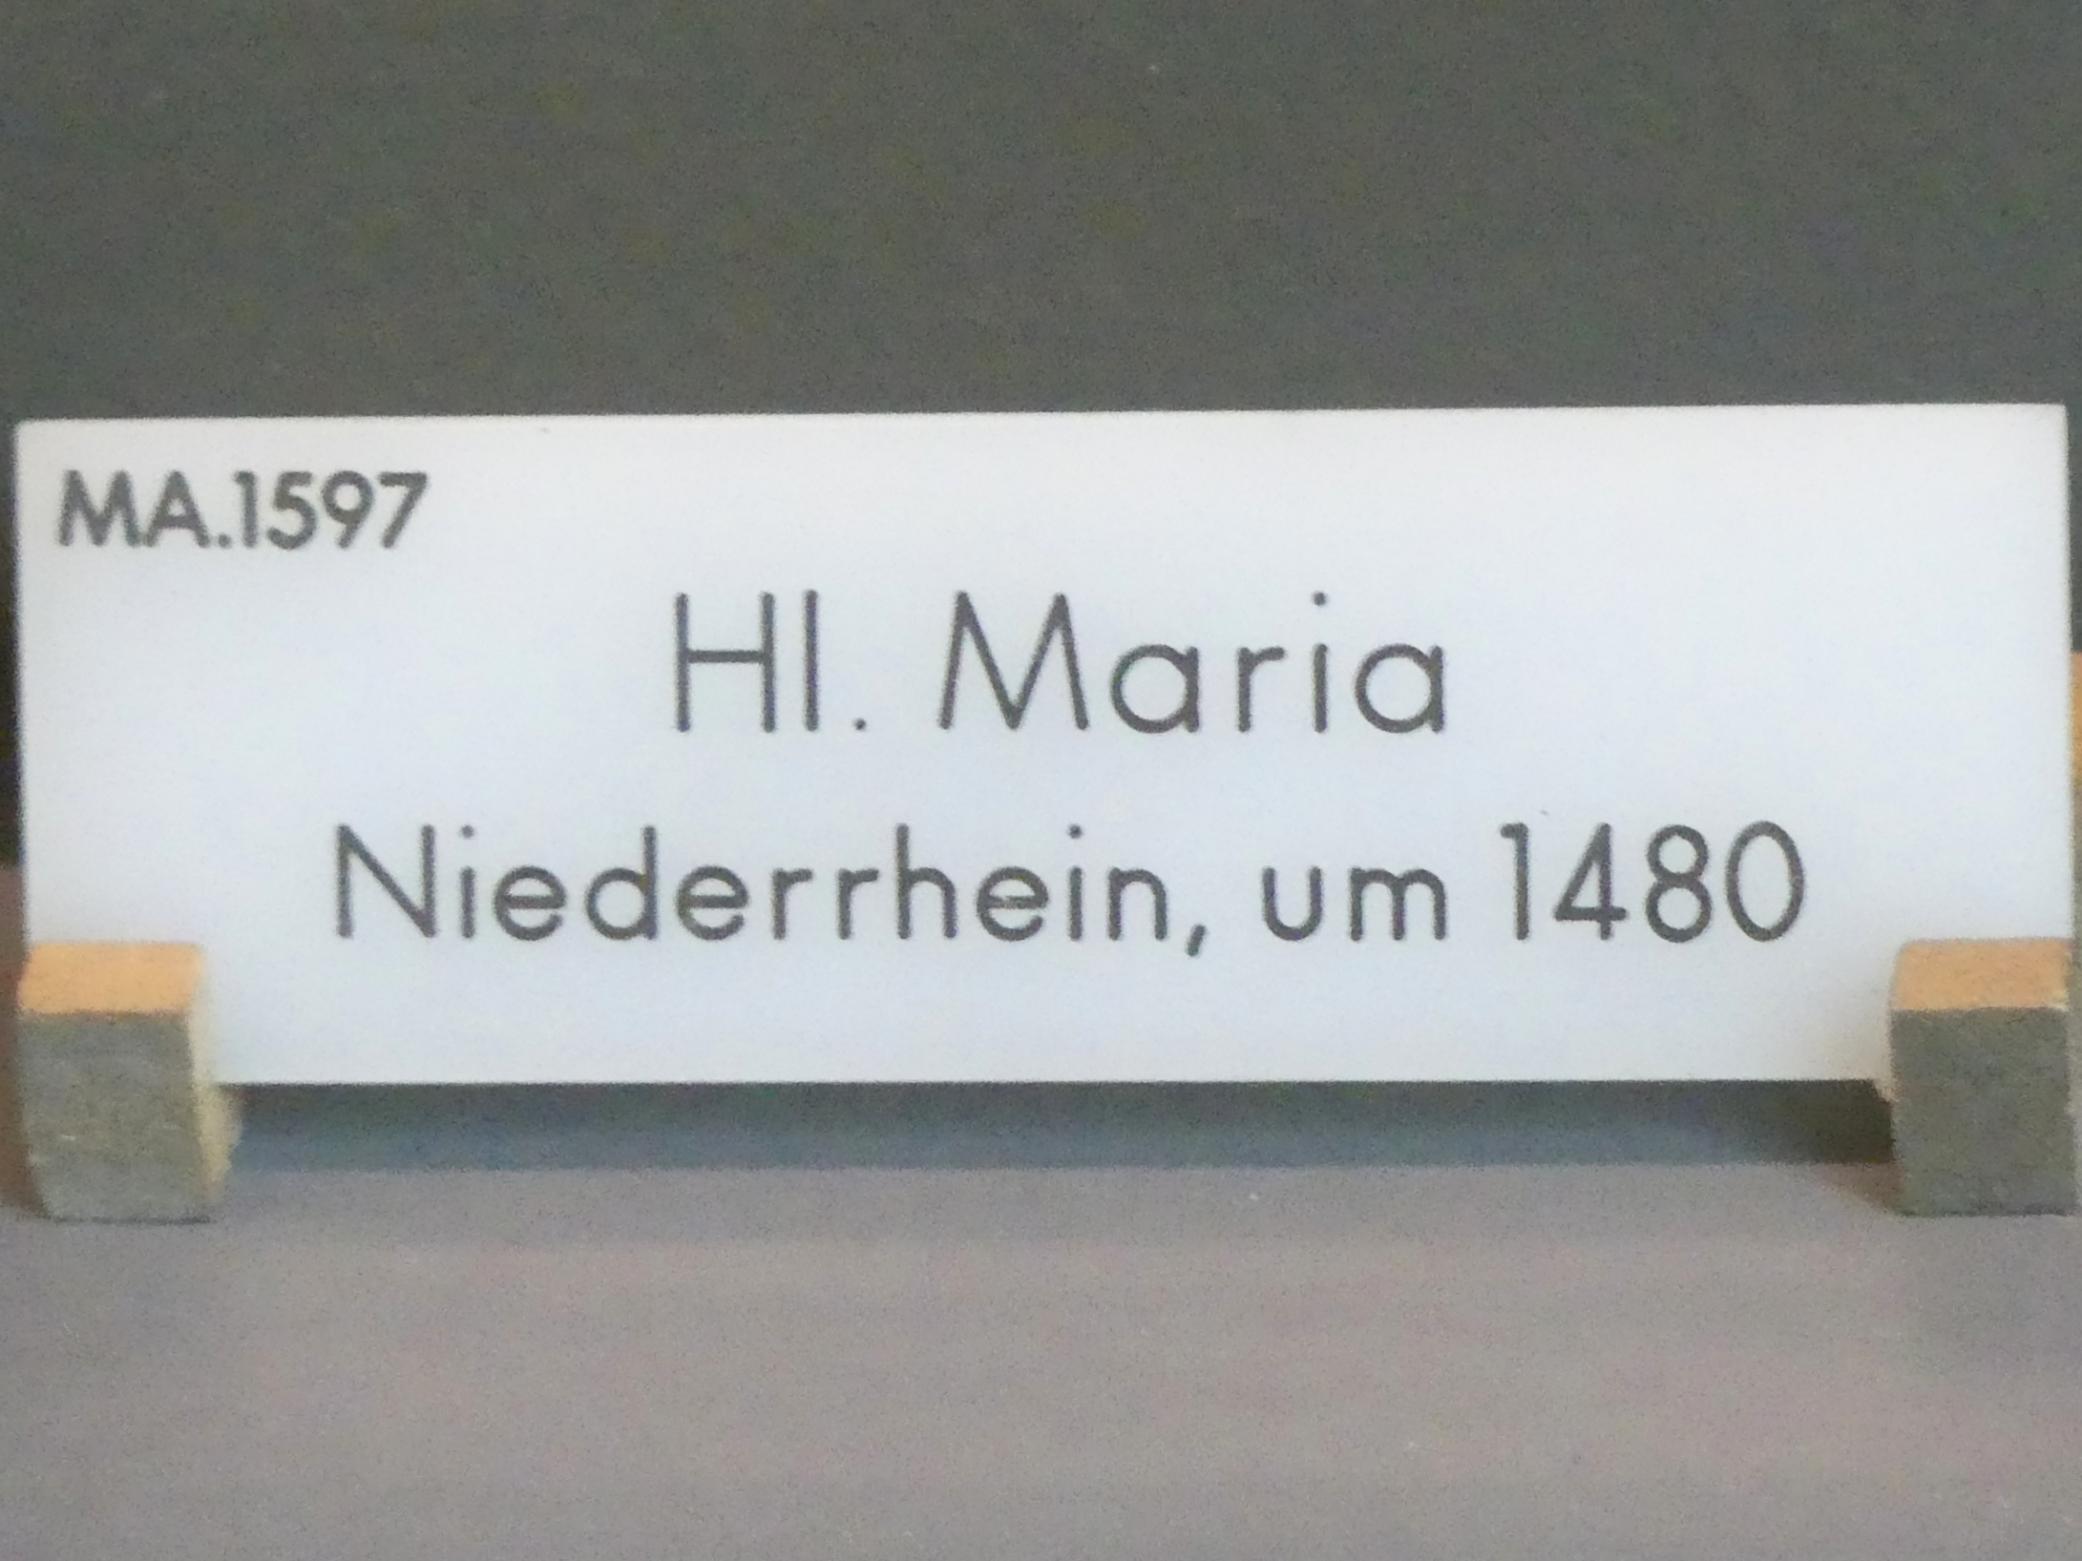 MA.1597
Hl. Maria
Niederrhein, um 1480